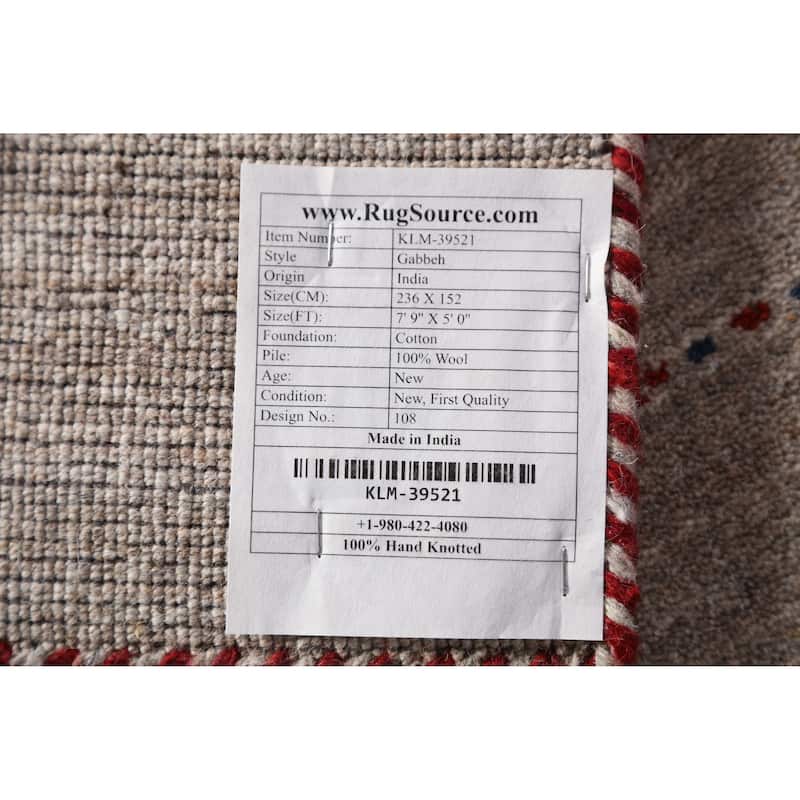 www.RugSource.com
Item Number: KLM-39521
Style Gabbeh
Origin India
Size(CM): 236 X 152
Size(FT): 7' 9" X 5' 0"
Foundation: Cotton
Pile: 100% Wool
Age: New
Condition: New, First Quality
Design No.: 108
Made in India
KLM-39521
+1-980-422-4080
100% Hand Knotted